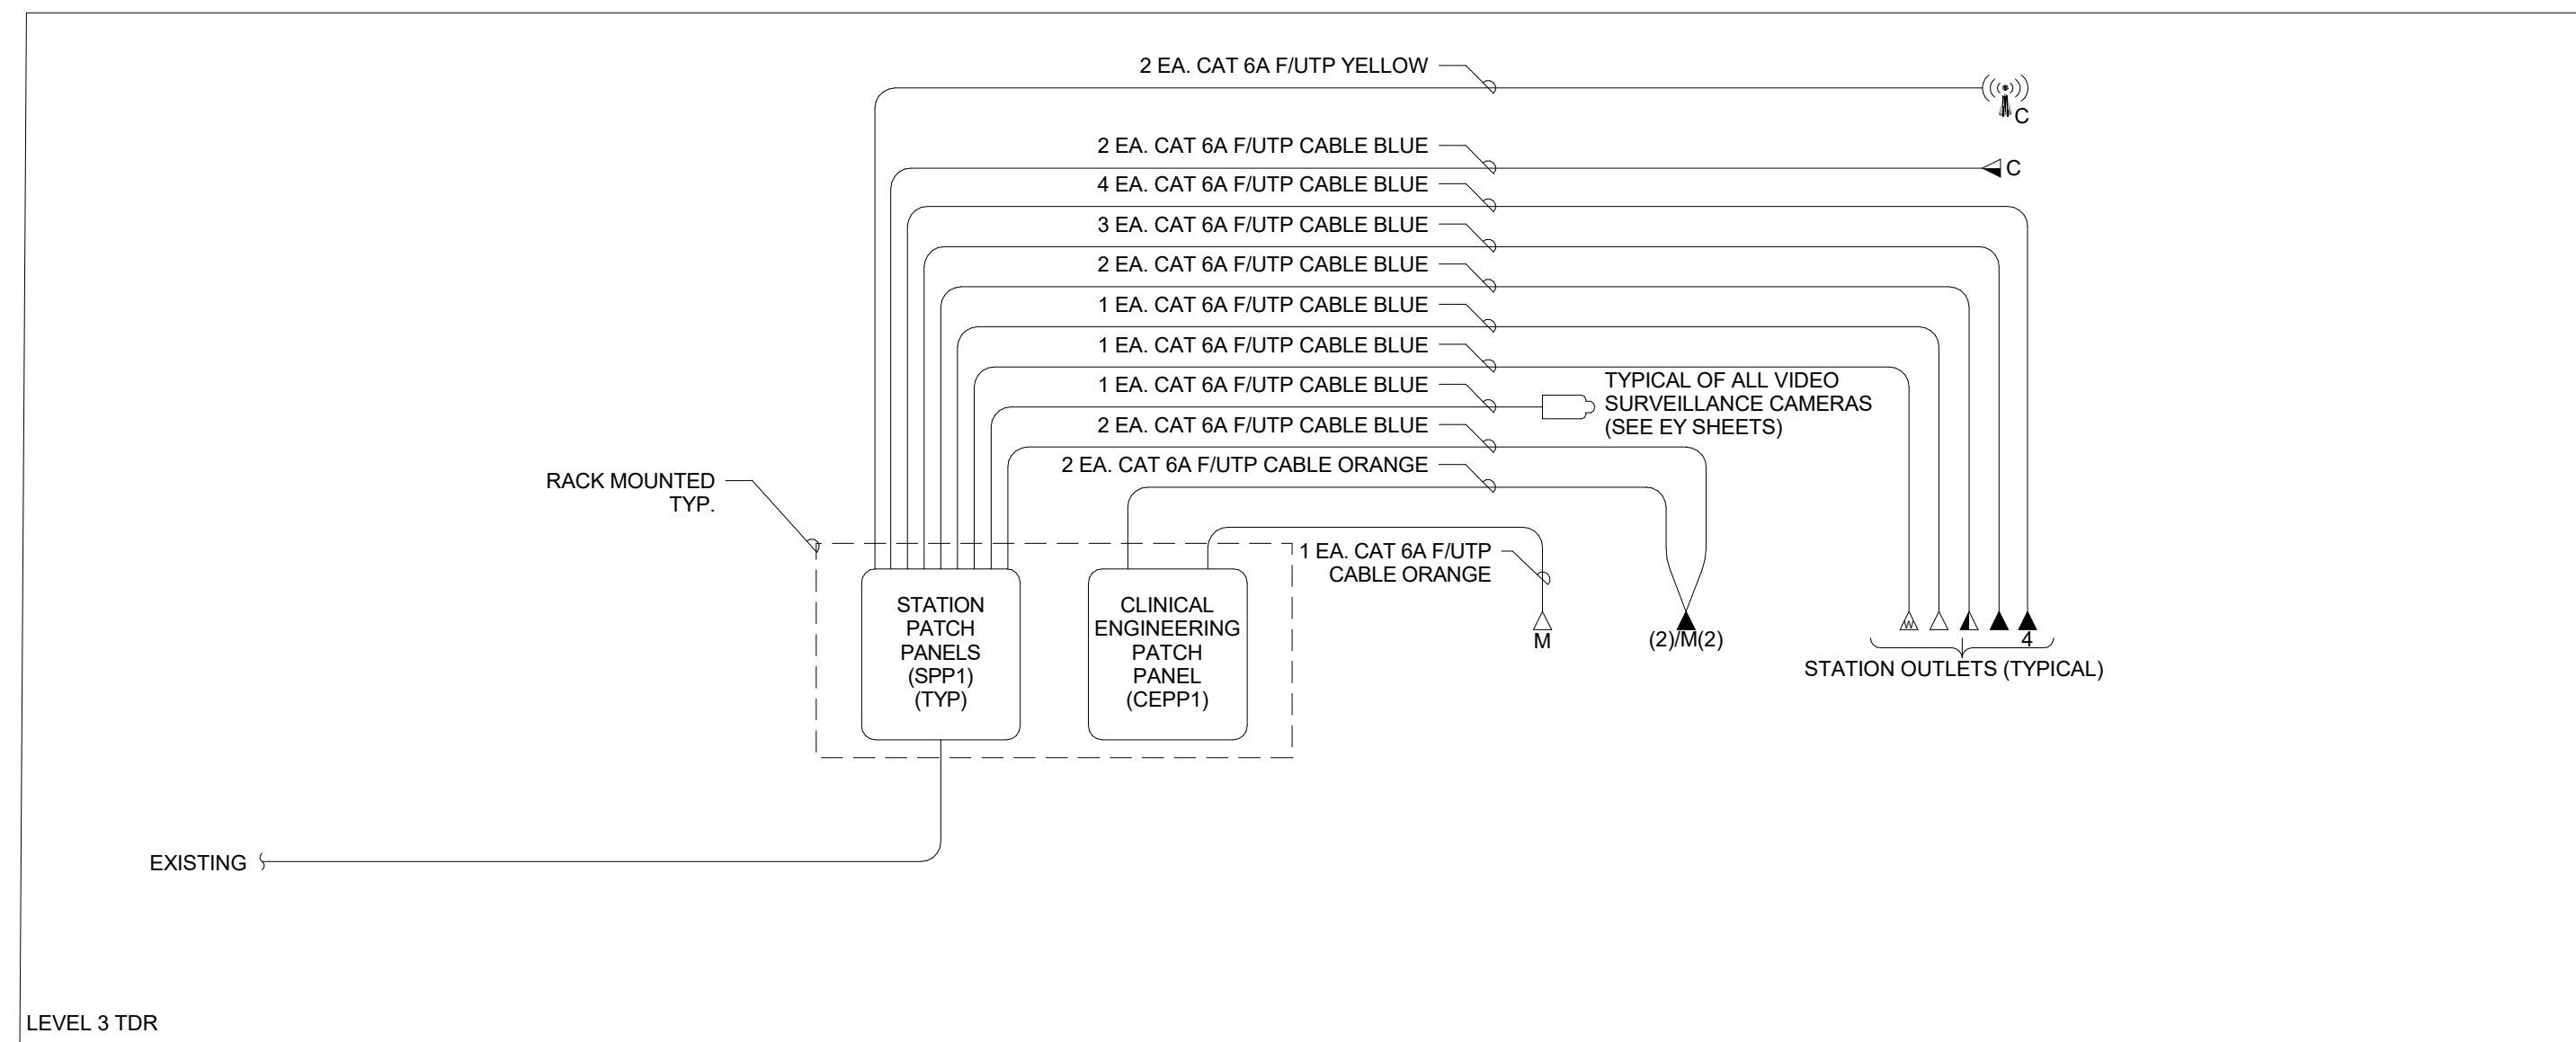 2 EA. CAT 6A F/UTP YELLOW
C
2 EA. CAT 6A F/UTP CABLE BLUE
C
4 EA. CAT 6A F/UTP CABLE BLUE
3 EA. CAT 6A F/UTP CABLE BLUE
2 EA. CAT 6A F/UTP CABLE BLUE
1 EA. CAT 6A F/UTP CABLE BLUE
1 EA. CAT 6A F/UTP CABLE BLUE
1 EA. CAT 6A F/UTP CABLE BLUE
TYPICAL OF ALL VIDEO
SURVEILLANCE CAMERAS
(SEE EY SHEETS)
2 EA. CAT 6A F/UTP CABLE BLUE
2 EA. CAT 6A F/UTP CABLE ORANGE
RACK MOUNTED
TYP.
1 EA. CAT 6A F/UTP
CABLE ORANGE
STATION
PATCH
PANELS
(SPP1)
(TYP)
CLINICAL
ENGINEERING
PATCH
PANEL
(CEPP1)
M
(2)/M(2)
W
4
STATION OUTLETS (TYPICAL)
EXISTING
LEVEL 3 TDR